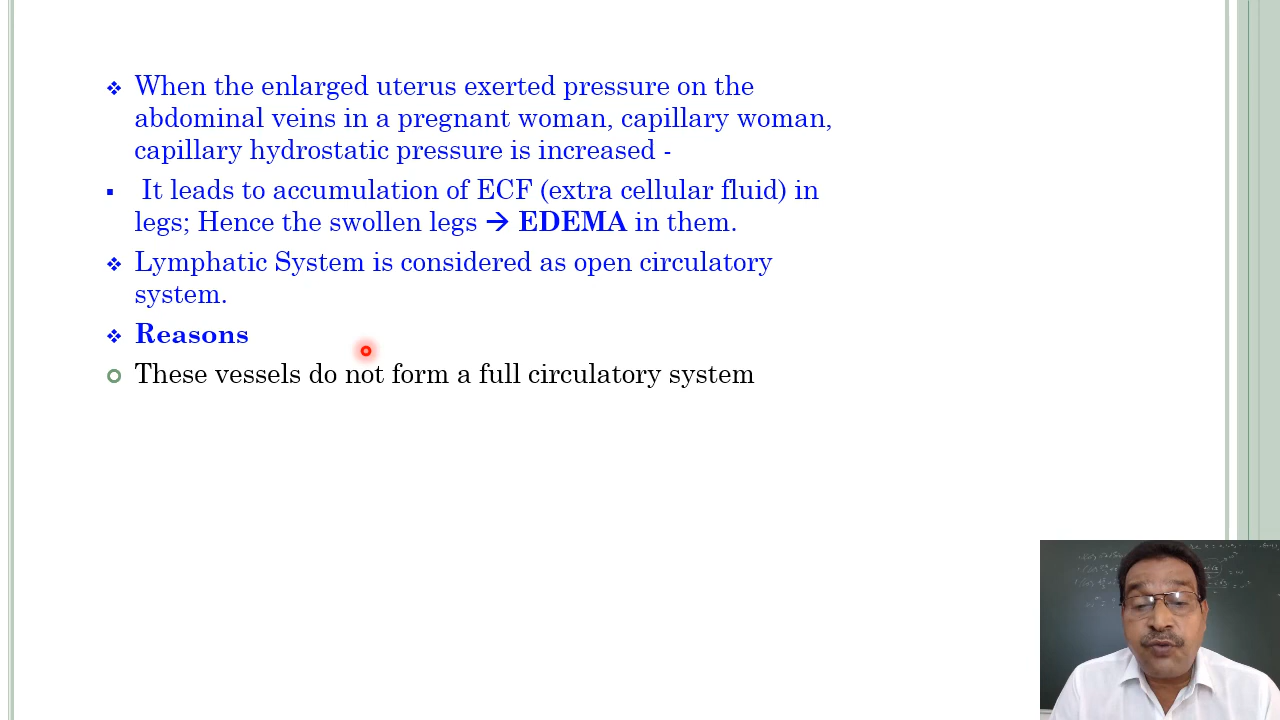 ❖ When the enlarged uterus exerted pressure on the
abdominal veins in a pregnant woman, capillary woman,
capillary hydrostatic pressure is increased -
▪ It leads to accumulation of ECF (extra cellular fluid) in
legs; Hence the swollen legs → EDEMA in them.
❖ Lymphatic System is considered as open circulatory
system.
❖ Reasons
○ These vessels do not form a full circulatory system